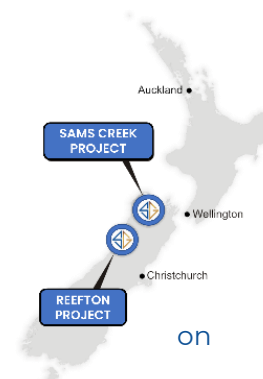 Auckland
SAMS CREEK
PROJECT
Wellington
Christchurch
REEFTON
PROJECT
on